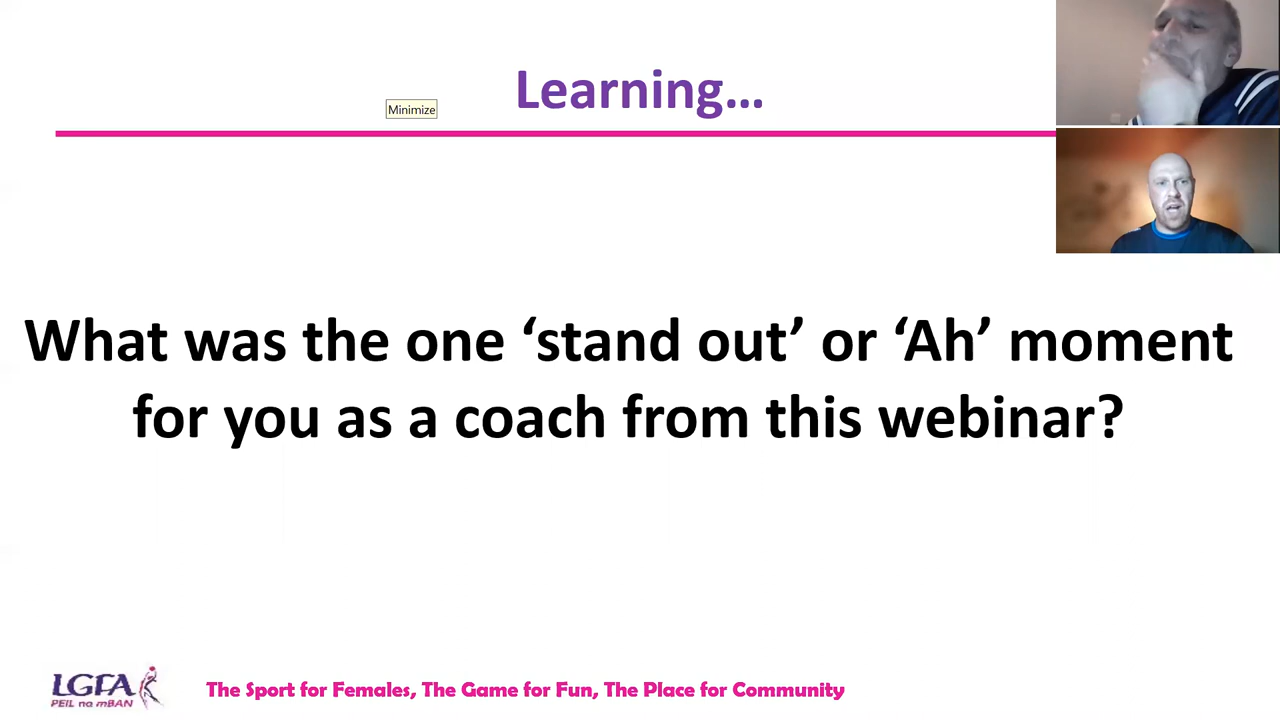 Learning…
Minimize
What was the one ‘stand out’ or ‘Ah’ moment
for you as a coach from this webinar?
LGFA
PEIL na mBAN
The Sport for Females, The Game for Fun, The Place for Community